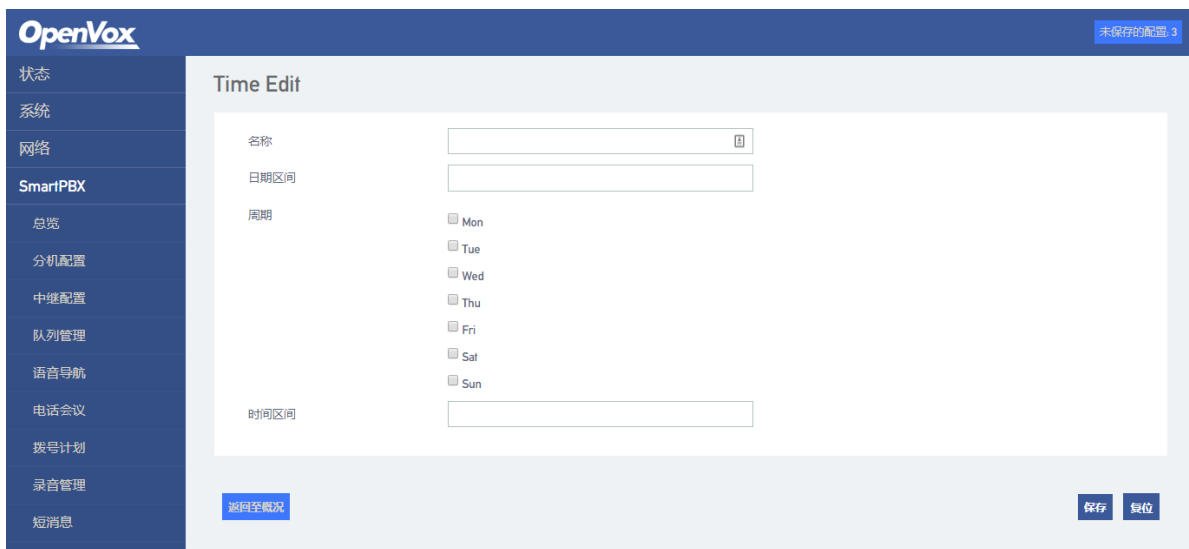 OpenVox
未保存的配置: 3
状态
系统
网络
SmartPBX
总览
分机配置
中继配置
队列管理
语音导航
电话会议
拨号计划
录音管理
短消息
Time Edit
名称
日期区间
周期
Mon
Tue
Wed
Thu
Fri
Sat
Sun
时间区间
返回至概况
保存
复位